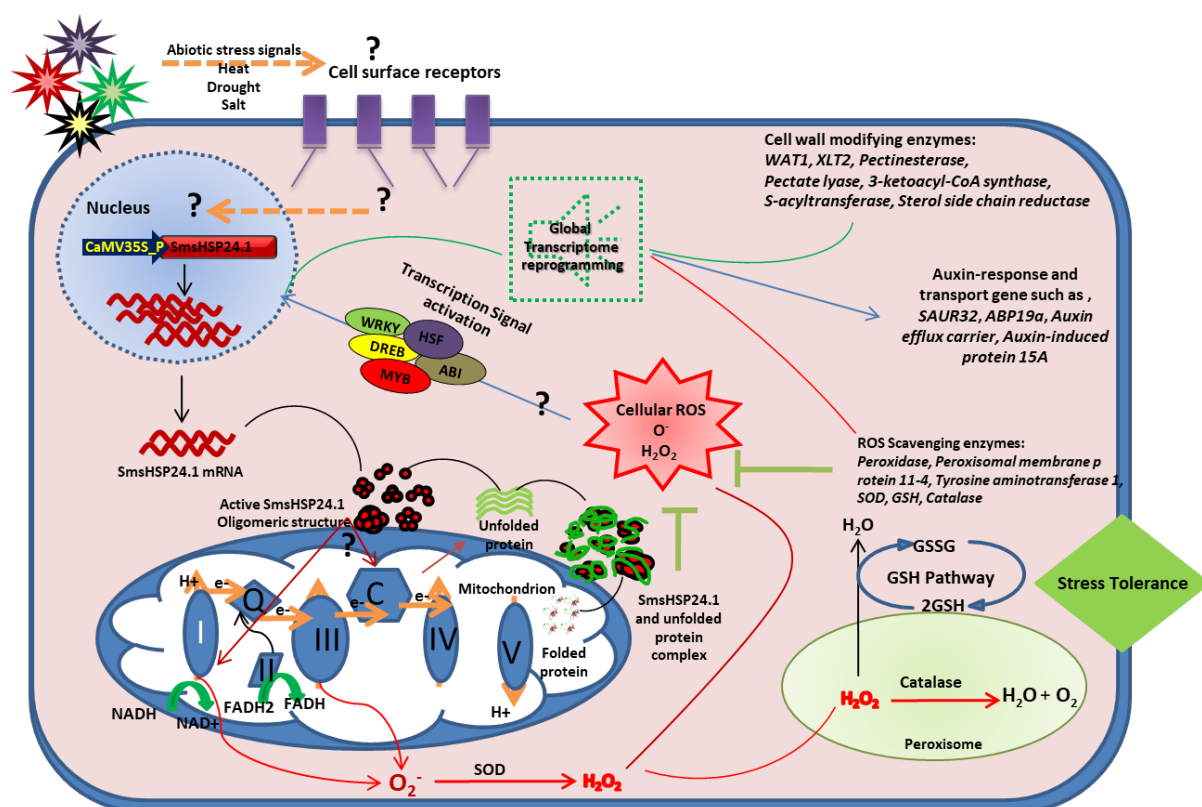 Abiotic stress signals
Heat
Drought
Salt
?
Cell surface receptors
Cell wall modifying enzymes:
WAT1, XLT2, Pectinesterase,
Pectate lyase, 3-ketoacyl-CoA synthase,
S-acyltransferase, Sterol side chain reductase
Nucleus
?
?
CaMV35S_P
SmsHSP24.1
Global
Transcriptome
reprogramming
Auxin-response and
transport gene such as ,
SAUR32, ABP19a, Auxin
efflux carrier, Auxin-induced
protein 15A
Transcription Signal
activation
WRKY
HSF
DREB
ABI
MYB
?
Cellular ROS
O-
H2O2
SmsHSP24.1 mRNA
ROS Scavenging enzymes:
Peroxidase, Peroxisomal membrane p
rotein 11-4, Tyrosine aminotransferase 1,
SOD, GSH, Catalase
Active SmsHSP24.1
Oligomeric structure
?
Unfolded
protein
H2O
GSSG
GSH Pathway
2GSH
Stress Tolerance
H+
e-
Q
e-
C
e-
e-
Mitochondrion
I
II
III
IV
V
Folded
protein
SmsHSP24.1
and unfolded
protein
complex
NADH
NAD+
FADH2
FADH
H+
H2O2
Catalase
H2O + O2
Peroxisome
O2-
SOD
H2O2